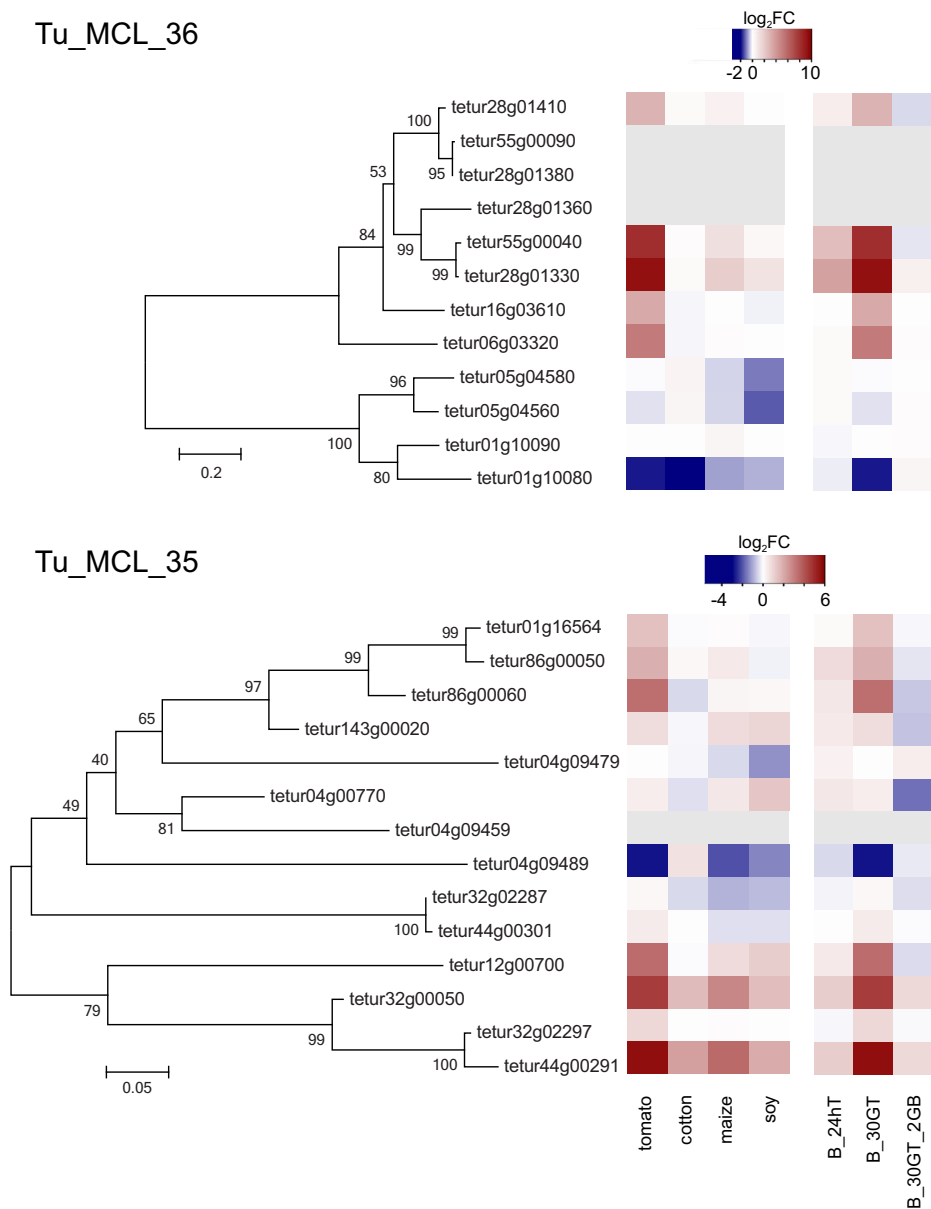 Tu_MCL_36
log₂FC
-2 0 10
tetur28g01410
100
tetur55g00090
95
tetur28g01380
53
tetur28g01360
84
tetur55g00040
99
99
tetur28g01330
tetur16g03610
tetur06g03320
tetur05g04580
96
tetur05g04560
tetur01g10090
100
0.2
80
tetur01g10080
Tu_MCL_35
log₂FC
-4 0 6
tetur01g16564
99
99
tetur86g00050
97
tetur86g00060
65
tetur143g00020
40
tetur04g09479
49
tetur04g00770
81
tetur04g09459
tetur04g09489
tetur32g02287
100
tetur44g00301
tetur12g00700
79
tetur32g00050
99
tetur32g02297
100
tetur44g00291
0.05
tomato
cotton
maize
soy
B_24hT
B_30GT
B_30GT_2GB